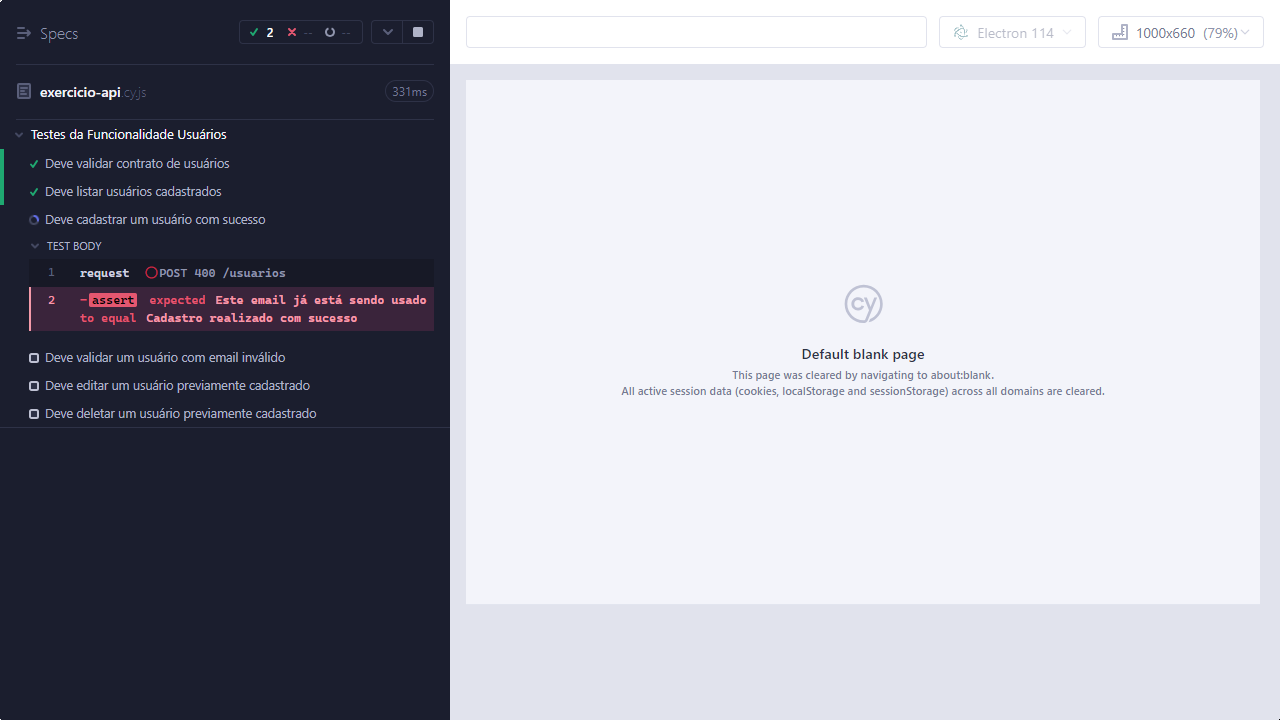 Specs
2 -- --
exercicio-api.cy.js
331ms
Testes da Funcionalidade Usuários
Deve validar contrato de usuários
Deve listar usuários cadastrados
Deve cadastrar um usuário com sucesso
TEST BODY
1 request POST 400 /usuarios
2 -assert expected Este email já está sendo usado
to equal Cadastro realizado com sucesso
Deve validar um usuário com email inválido
Deve editar um usuário previamente cadastrado
Deve deletar um usuário previamente cadastrado
Electron 114
1000x660 (79%)
cy
Default blank page
This page was cleared by navigating to about:blank.
All active session data (cookies, localStorage and sessionStorage) across all domains are cleared.